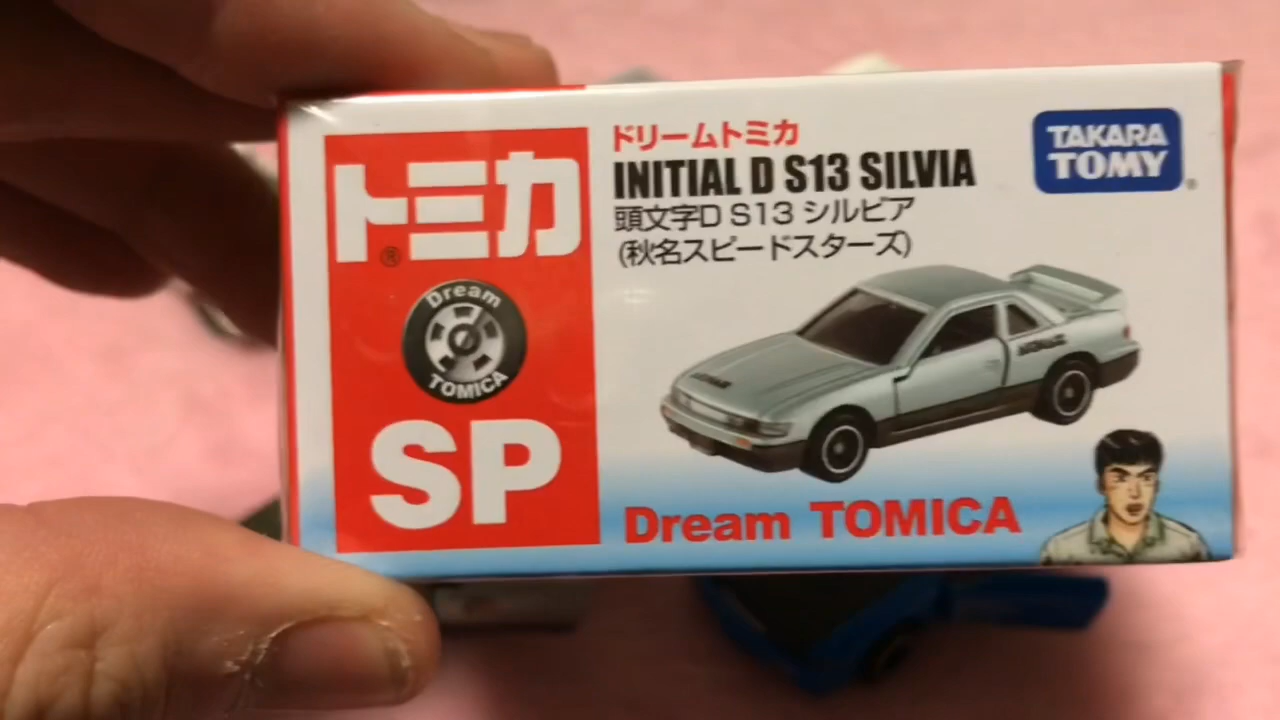 トミカ
®
Dream
TOMICA
SP
ドリームトミカ
INITIAL D S13 SILVIA
頭文字D S13 シルビア
(秋名スピードスターズ)
TAKARA
TOMY
Dream TOMICA